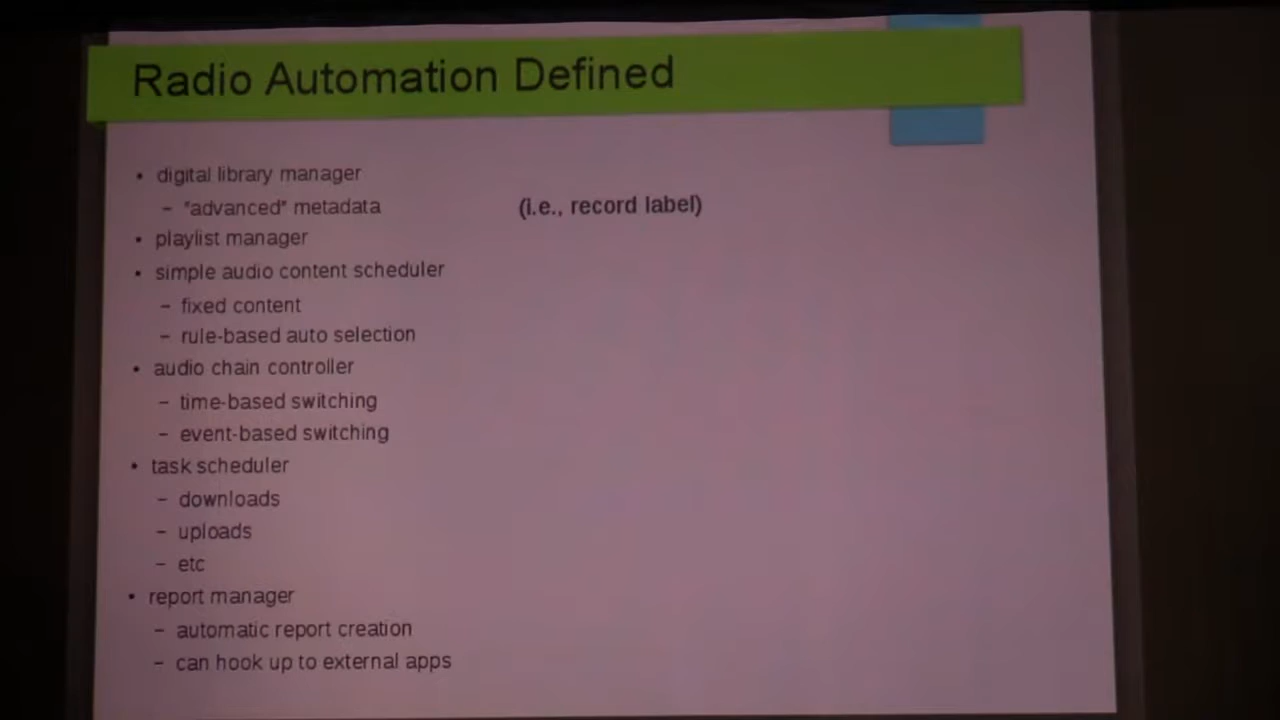 Radio Automation Defined
• digital library manager
– "advanced" metadata (i.e., record label)
• playlist manager
• simple audio content scheduler
– fixed content
– rule-based auto selection
• audio chain controller
– time-based switching
– event-based switching
• task scheduler
– downloads
– uploads
– etc
• report manager
– automatic report creation
– can hook up to external apps